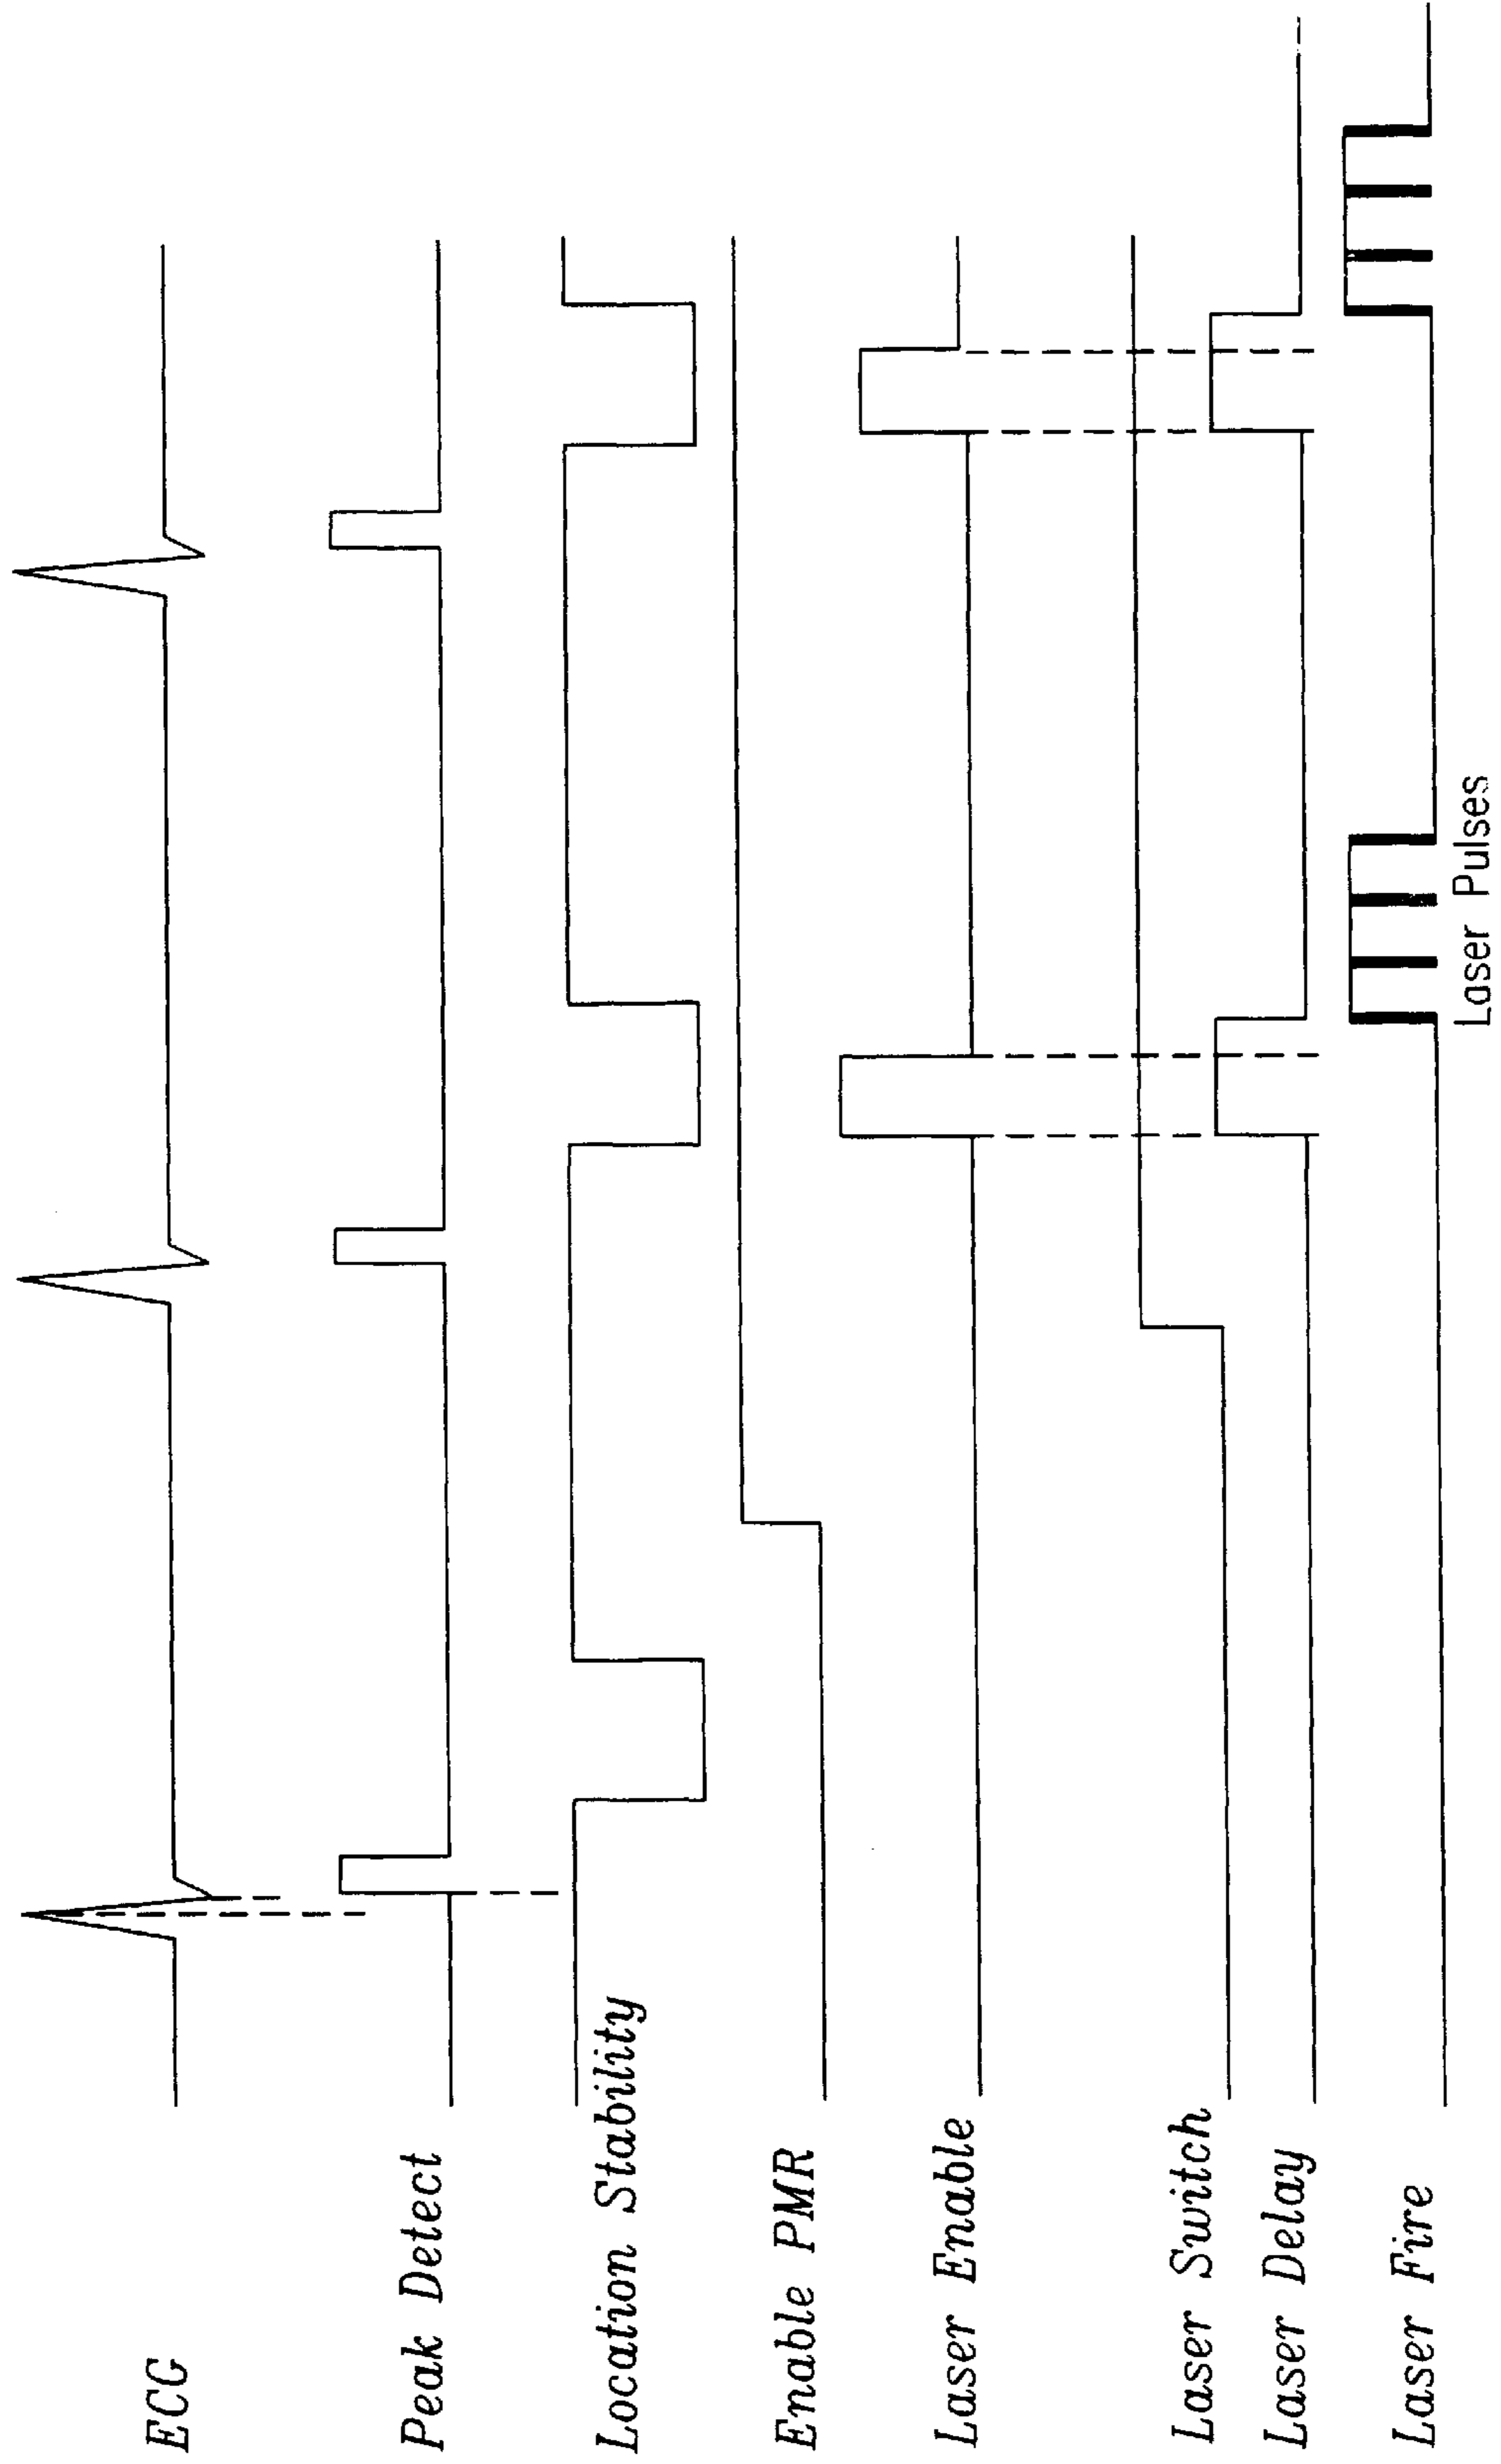 ECG
Peak Detect
Location Stability
Enable PMR
Laser Enable
Laser Switch
Laser Delay
Laser Fire
Laser Pulses